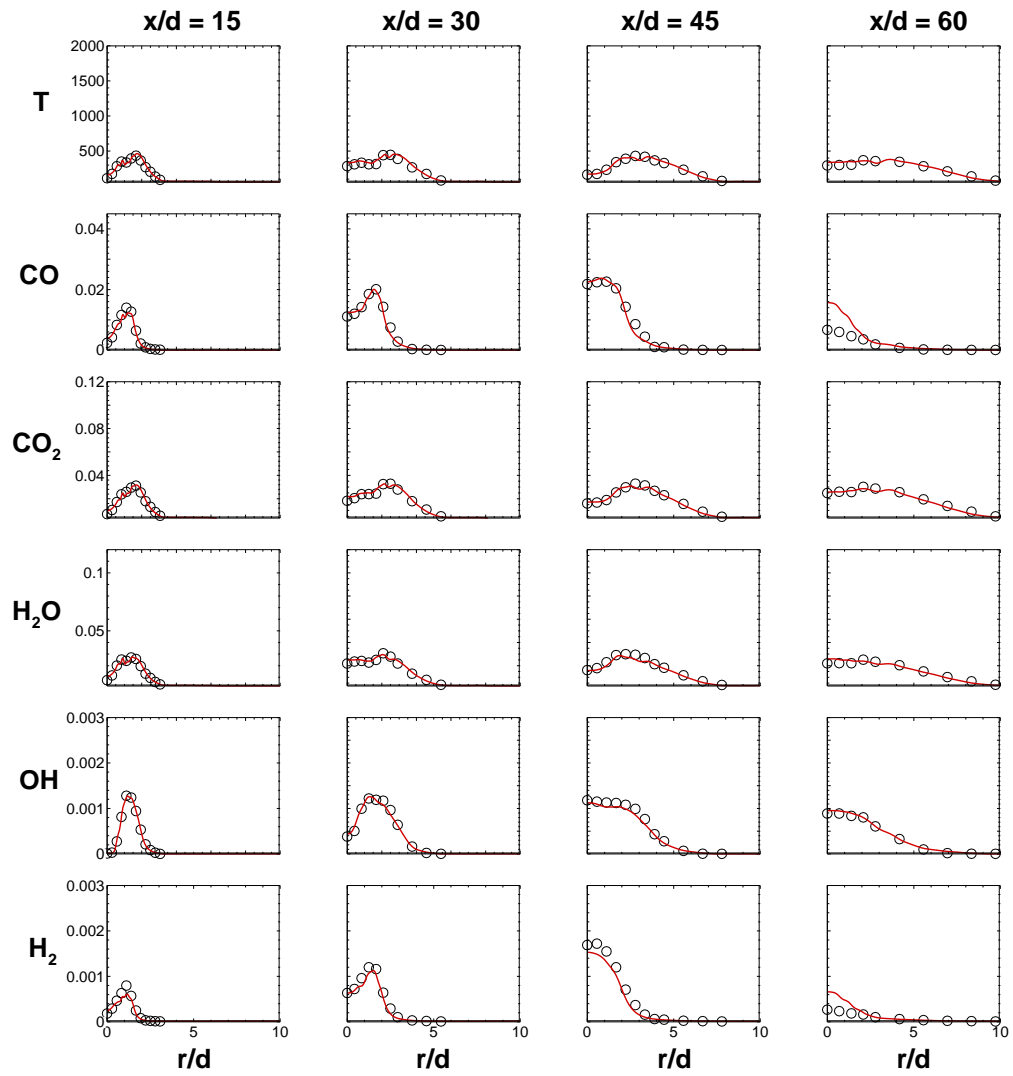 x/d = 15 x/d = 30 x/d = 45 x/d = 60
T
2000
1500
1000
500
CO
0.04
0.02
0
CO₂
0.12
0.08
0.04
H₂O
0.1
0.05
OH
0.003
0.002
0.001
0
H₂
0.003
0.002
0.001
0
0 5 10 0 5 10 0 5 10 0 5 10
r/d r/d r/d r/d